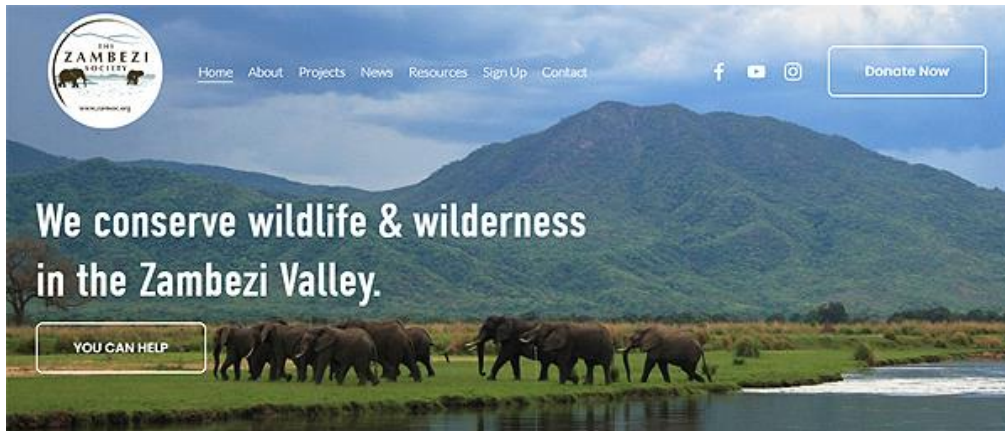 THE
ZAMBEZI
SOCIETY
www.zamsoc.org
Home About Projects News Resources Sign Up Contact
Donate Now
We conserve wildlife & wilderness
in the Zambezi Valley.
YOU CAN HELP